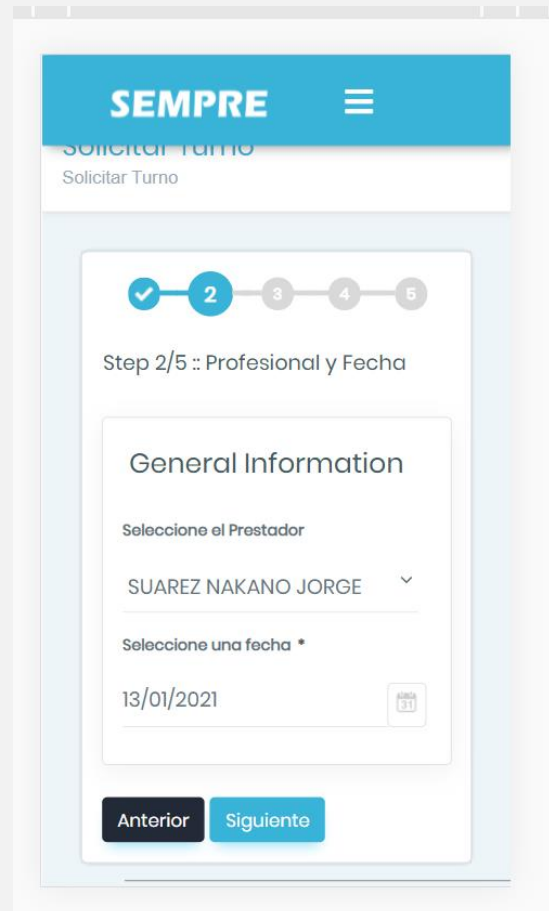 SEMPRE
Solicitar Turno
Solicitar Turno
2 3 4 5
Step 2/5 :: Profesional y Fecha
General Information
Seleccione el Prestador
SUAREZ NAKANO JORGE
Seleccione una fecha *
13/01/2021
31
Anterior Siguiente